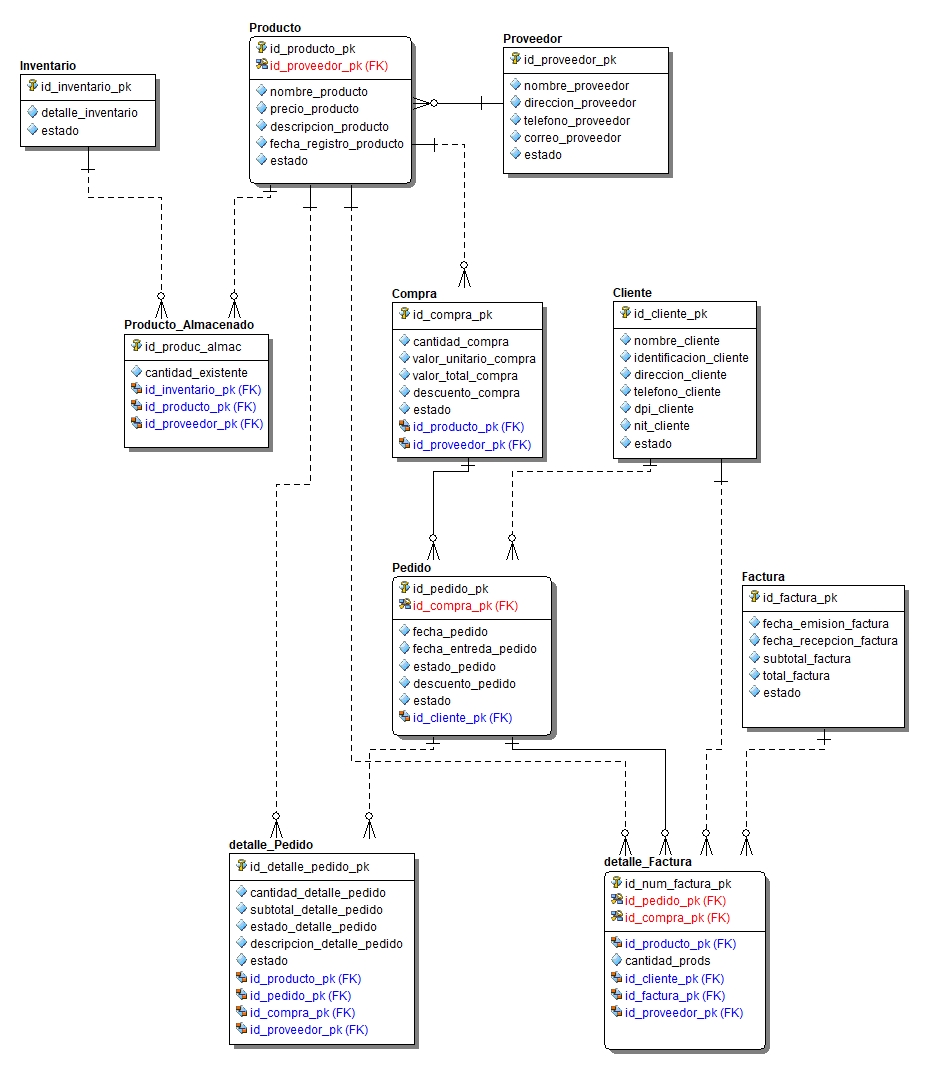 Producto
id_producto_pk
id_proveedor_pk (FK)
nombre_producto
precio_producto
descripcion_producto
fecha_registro_producto
estado
Proveedor
id_proveedor_pk
nombre_proveedor
direccion_proveedor
telefono_proveedor
correo_proveedor
estado
Inventario
id_inventario_pk
detalle_inventario
estado
Producto_Almacenado
id_produc_almac
cantidad_existente
id_inventario_pk (FK)
id_producto_pk (FK)
id_proveedor_pk (FK)
Compra
id_compra_pk
cantidad_compra
valor_unitario_compra
valor_total_compra
descuento_compra
estado
id_producto_pk (FK)
id_proveedor_pk (FK)
Cliente
id_cliente_pk
nombre_cliente
identificacion_cliente
direccion_cliente
telefono_cliente
dpi_cliente
nit_cliente
estado
Pedido
id_pedido_pk
id_compra_pk (FK)
fecha_pedido
fecha_entreda_pedido
estado_pedido
descuento_pedido
estado
id_cliente_pk (FK)
Factura
id_factura_pk
fecha_emision_factura
fecha_recepcion_factura
subtotal_factura
total_factura
estado
detalle_Pedido
id_detalle_pedido_pk
cantidad_detalle_pedido
subtotal_detalle_pedido
estado_detalle_pedido
descripcion_detalle_pedido
estado
id_producto_pk (FK)
id_pedido_pk (FK)
id_compra_pk (FK)
id_proveedor_pk (FK)
detalle_Factura
id_num_factura_pk
id_pedido_pk (FK)
id_compra_pk (FK)
id_producto_pk (FK)
cantidad_prods
id_cliente_pk (FK)
id_factura_pk (FK)
id_proveedor_pk (FK)